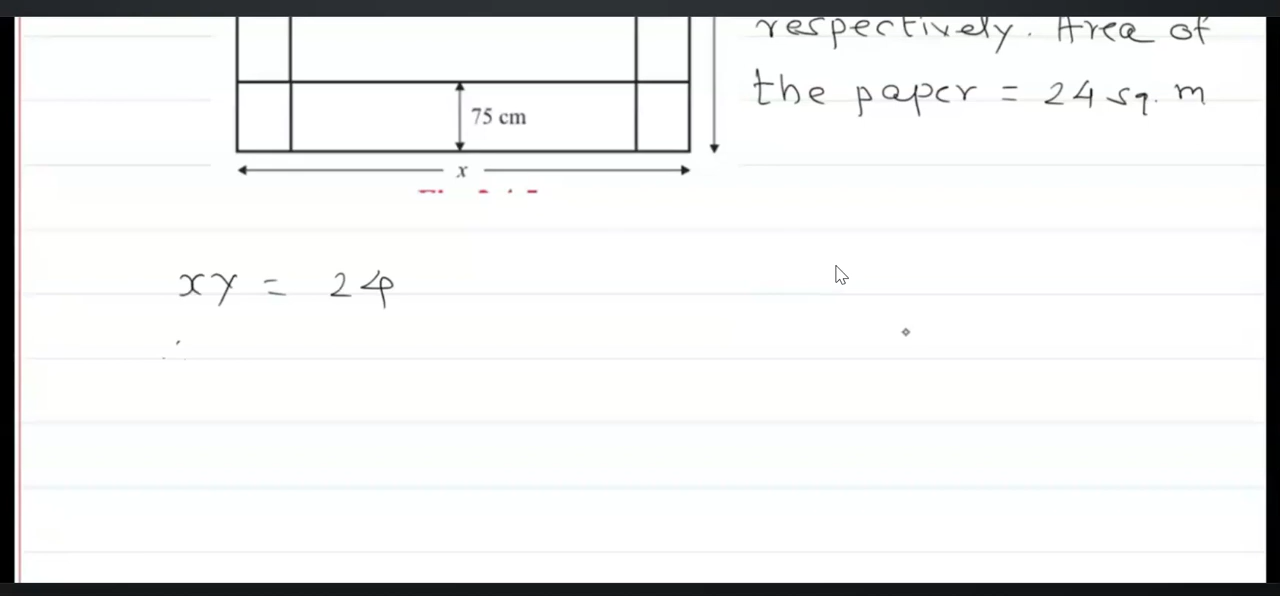 respectively. Area of
the paper = 24 sq. m
75 cm
x
xy = 24